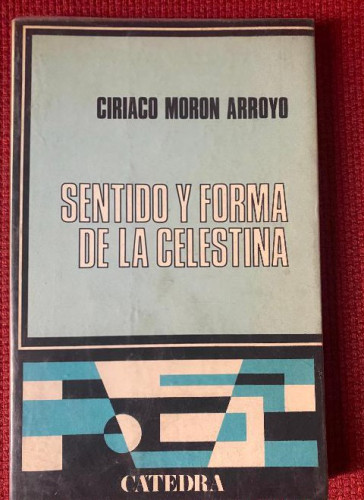 CIRIACO MORON ARROYO
SENTIDO Y FORMA
DE LA CELESTINA
CATEDRA